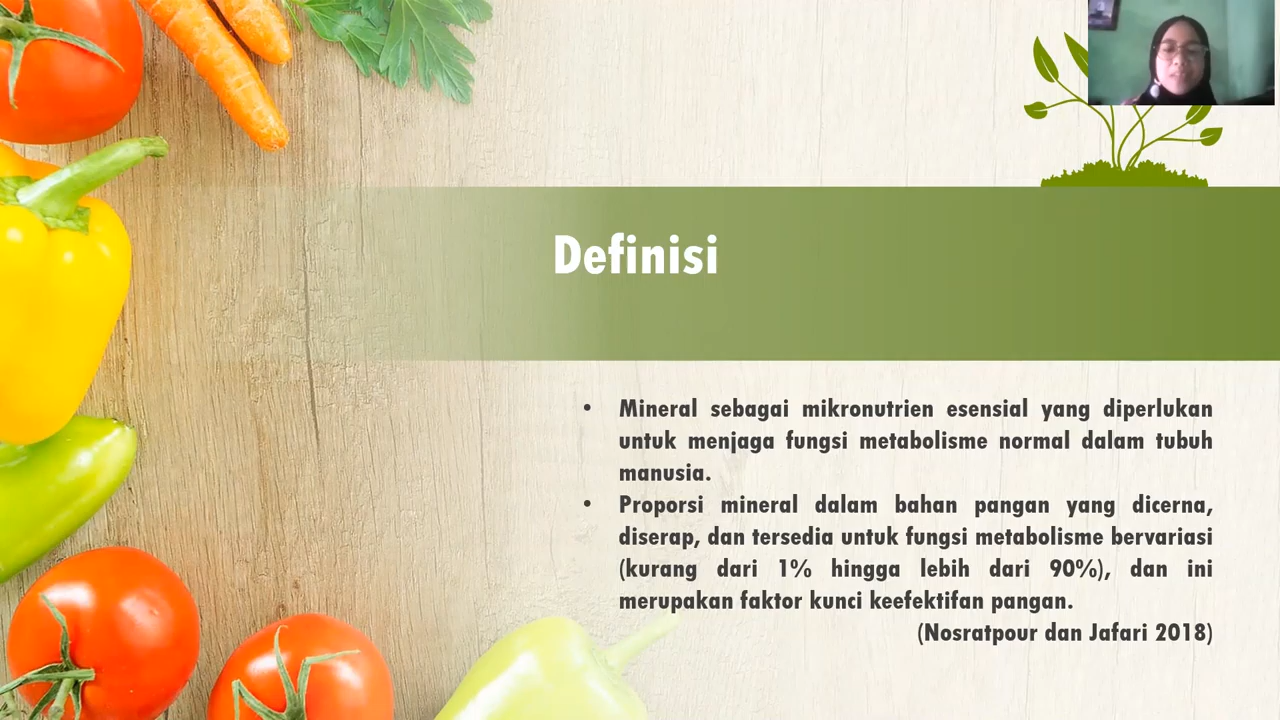 Definisi
• Mineral sebagai mikronutrien esensial yang diperlukan
untuk menjaga fungsi metabolisme normal dalam tubuh
manusia.
• Proporsi mineral dalam bahan pangan yang dicerna,
diserap, dan tersedia untuk fungsi metabolisme bervariasi
(kurang dari 1% hingga lebih dari 90%), dan ini
merupakan faktor kunci keefektifan pangan.
(Nosratpour dan Jafari 2018)